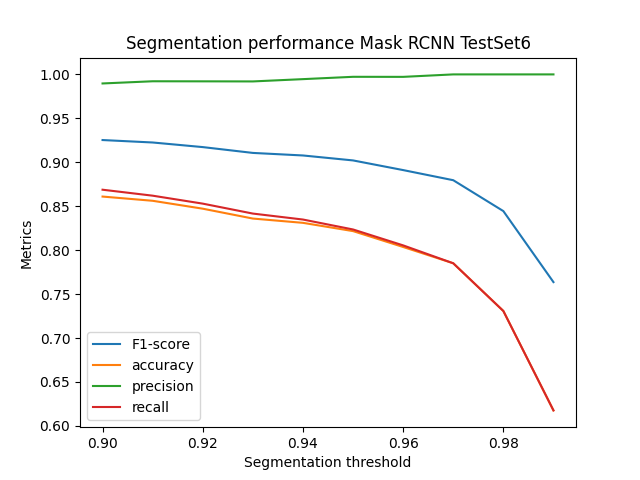 Segmentation performance Mask RCNN TestSet6
Metrics
1.00
0.95
0.90
0.85
0.80
0.75
0.70
0.65
0.60
F1-score
accuracy
precision
recall
0.90 0.92 0.94 0.96 0.98
Segmentation threshold